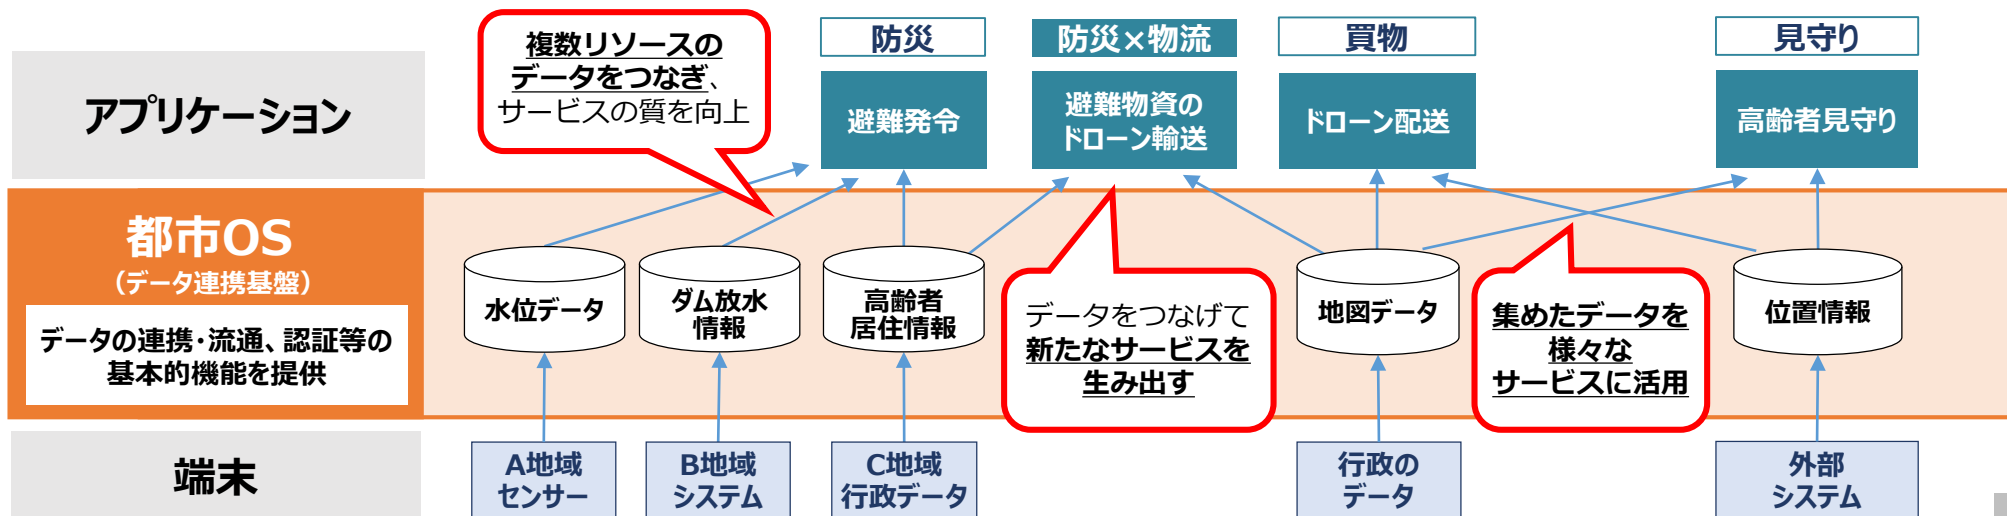 アプリケーション
複数リソースの
データをつなぎ、
サービスの質を向上
防災
避難発令
防災×物流
避難物資の
ドローン輸送
買物
ドローン配送
見守り
高齢者見守り
都市OS
（データ連携基盤）
データの連携・流通、認証等の
基本的機能を提供
水位データ
ダム放水
情報
高齢者
居住情報
データをつなげて
新たなサービスを
生み出す
地図データ
集めたデータを
様々な
サービスに活用
位置情報
端末
A地域
センサー
B地域
システム
C地域
行政データ
行政の
データ
外部
システム